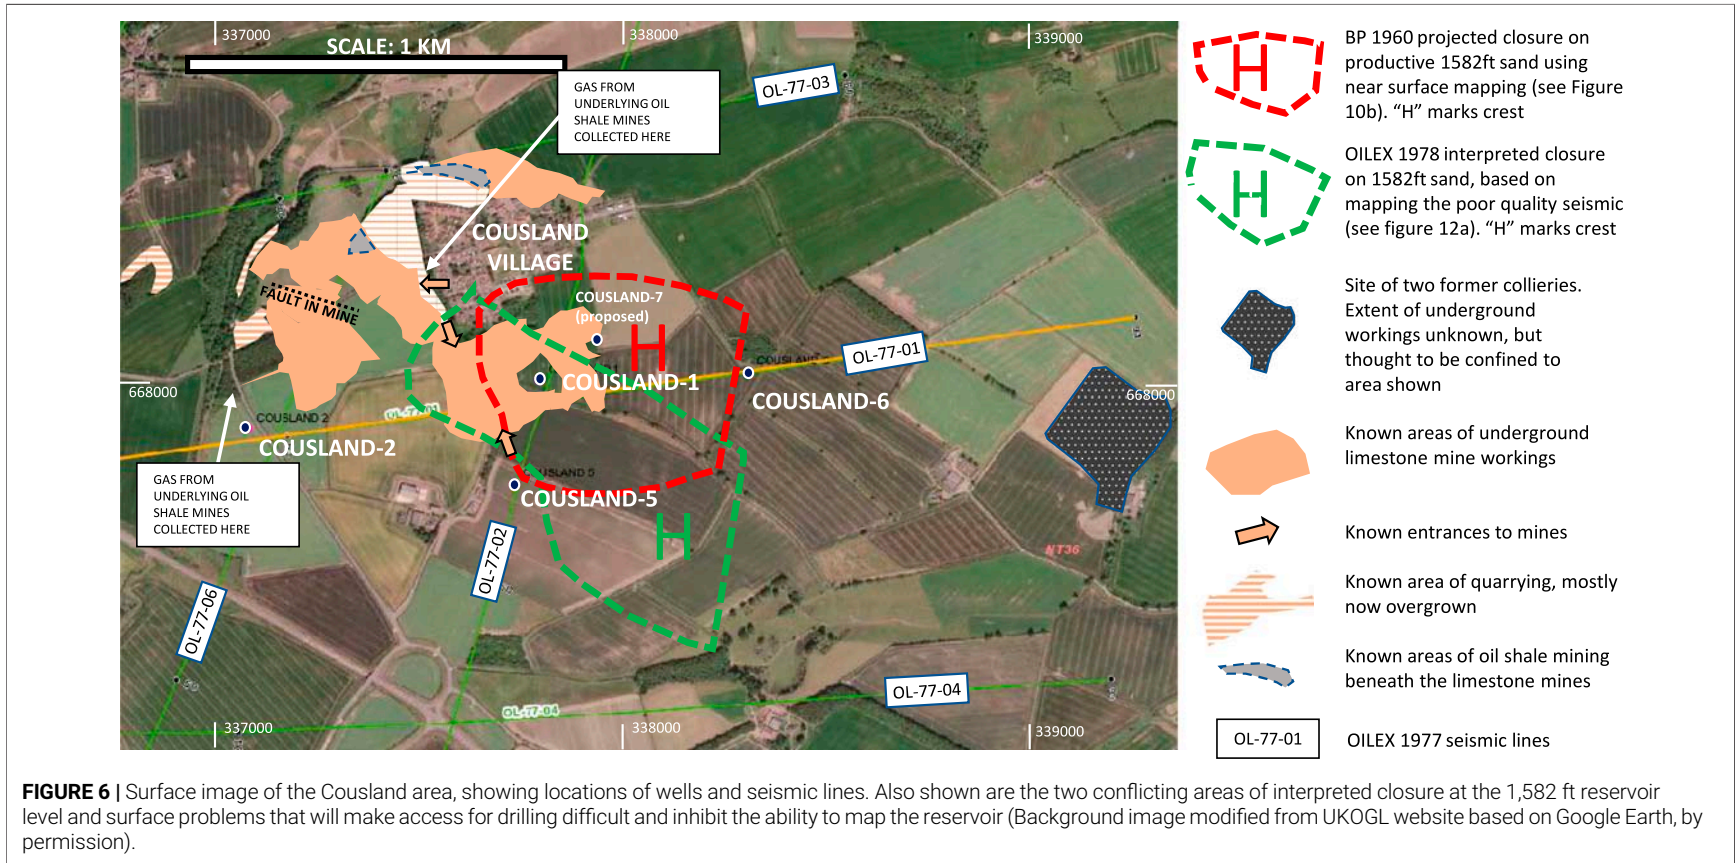 337000
338000
339000
SCALE: 1 KM
GAS FROM
UNDERLYING OIL
SHALE MINES
COLLECTED HERE
OL-77-03
COUSLAND
VILLAGE
FAULT IN MINE
COUSLAND-7
(proposed)
H
OL-77-01
COUSLAND-1
COUSLAND-6
668000
668000
OL-77-01
COUSLAND 2
COUSLAND-2
COUSLAND 5
COUSLAND-5
GAS FROM
UNDERLYING OIL
SHALE MINES
COLLECTED HERE
H
OL-77-02
NT36
OL-77-06
OL-77-04
OL-77-04
337000
338000
339000
H
BP 1960 projected closure on
productive 1582ft sand using
near surface mapping (see Figure
10b). “H” marks crest
H
OILEX 1978 interpreted closure
on 1582ft sand, based on
mapping the poor quality seismic
(see figure 12a). “H” marks crest
Site of two former collieries.
Extent of underground
workings unknown, but
thought to be confined to
area shown
Known areas of underground
limestone mine workings
Known entrances to mines
Known area of quarrying, mostly
now overgrown
Known areas of oil shale mining
beneath the limestone mines
OL-77-01
OILEX 1977 seismic lines
FIGURE 6 | Surface image of the Cousland area, showing locations of wells and seismic lines. Also shown are the two conflicting areas of interpreted closure at the 1,582 ft reservoir
level and surface problems that will make access for drilling difficult and inhibit the ability to map the reservoir (Background image modified from UKOGL website based on Google Earth, by
permission).